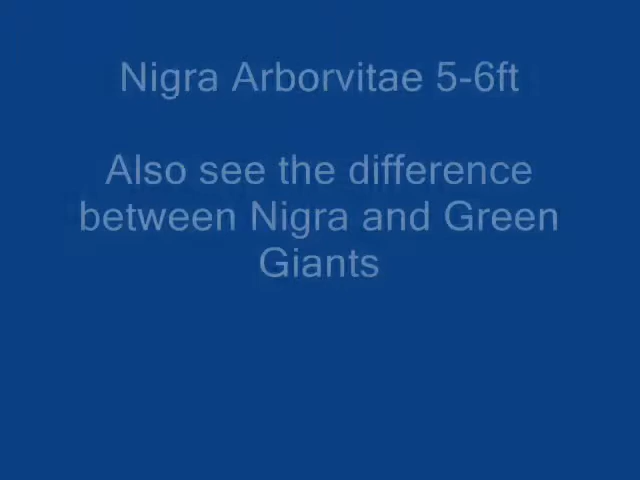 Nigra Arborvitae 5-6ft
Also see the difference
between Nigra and Green
Giants